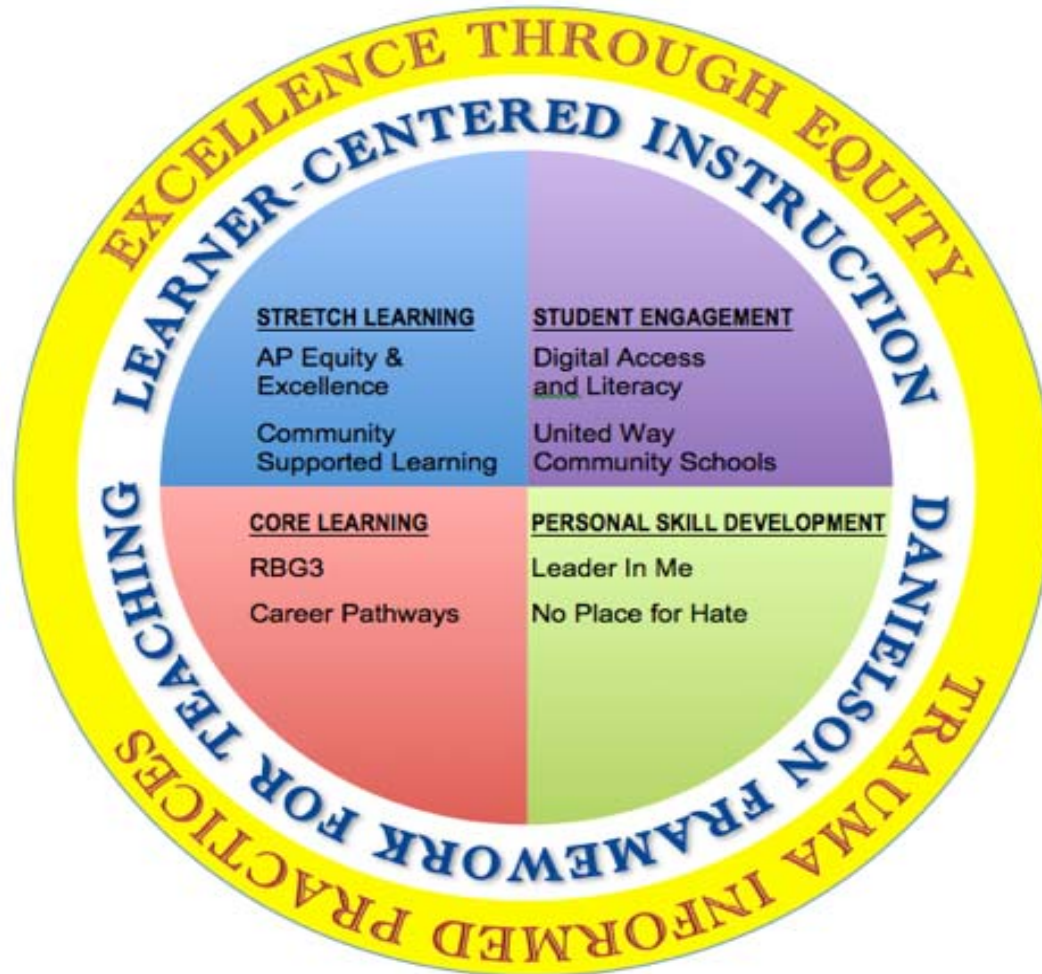 EXCELLENCE THROUGH EQUITY
TRAUMA INFORMED PRACTICES
LEARNER-CENTERED INSTRUCTION
DANIELSON FRAMEWORK FOR TEACHING
STRETCH LEARNING
AP Equity &
Excellence
Community
Supported Learning
STUDENT ENGAGEMENT
Digital Access
and Literacy
United Way
Community Schools
CORE LEARNING
RBG3
Career Pathways
PERSONAL SKILL DEVELOPMENT
Leader In Me
No Place for Hate